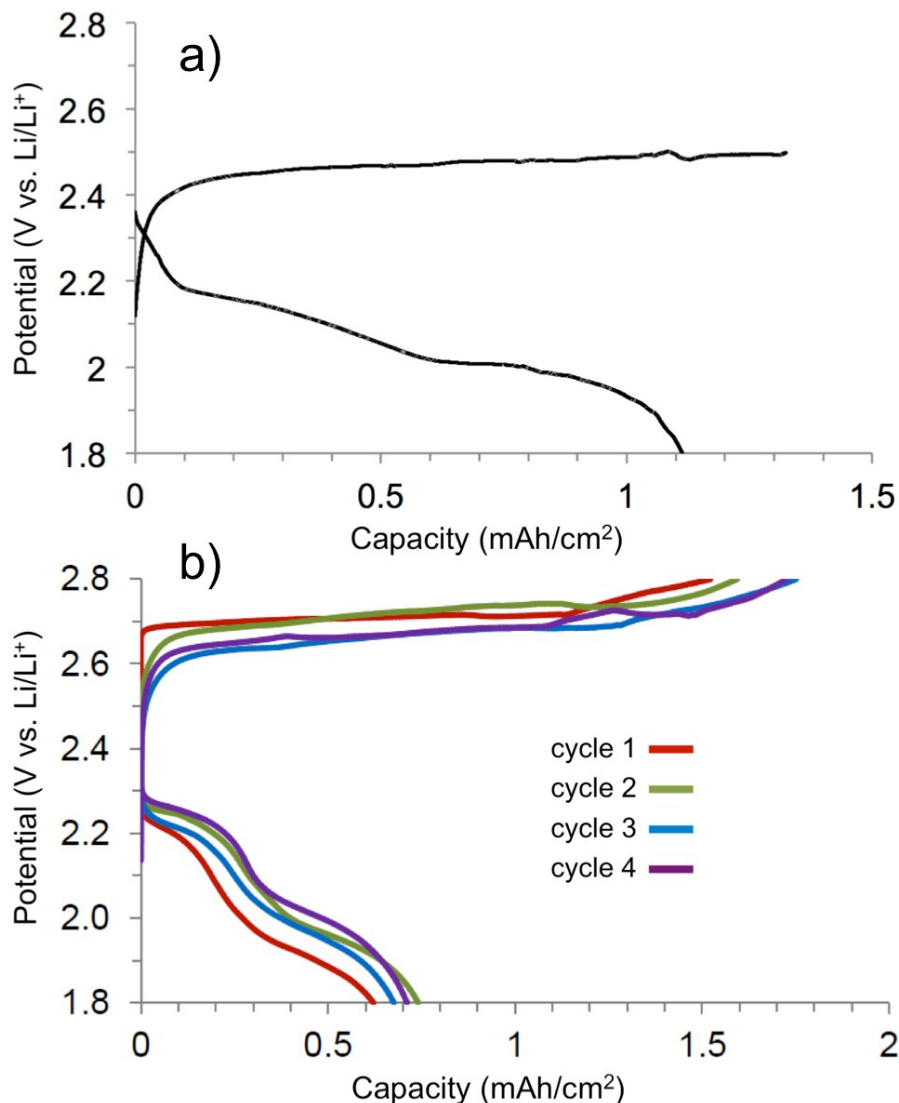 a)
2.8
2.6
2.4
2.2
2
1.8
Potential (V vs. Li/Li⁺)
0 0.5 1 1.5
Capacity (mAh/cm²)
b)
2.8
2.6
2.4
2.2
2.0
1.8
Potential (V vs. Li/Li⁺)
cycle 1
cycle 2
cycle 3
cycle 4
0 0.5 1 1.5 2
Capacity (mAh/cm²)